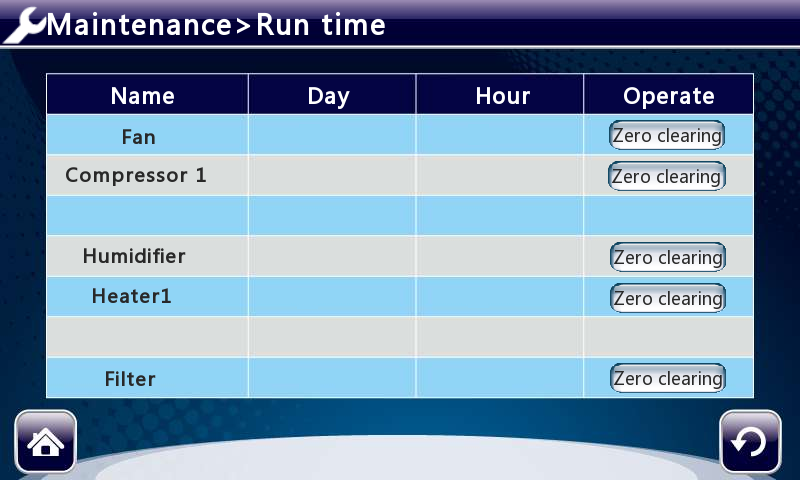 Maintenance>Run time
Name Day Hour Operate
Fan Zero clearing
Compressor 1 Zero clearing
Humidifier Zero clearing
Heater1 Zero clearing
Filter Zero clearing